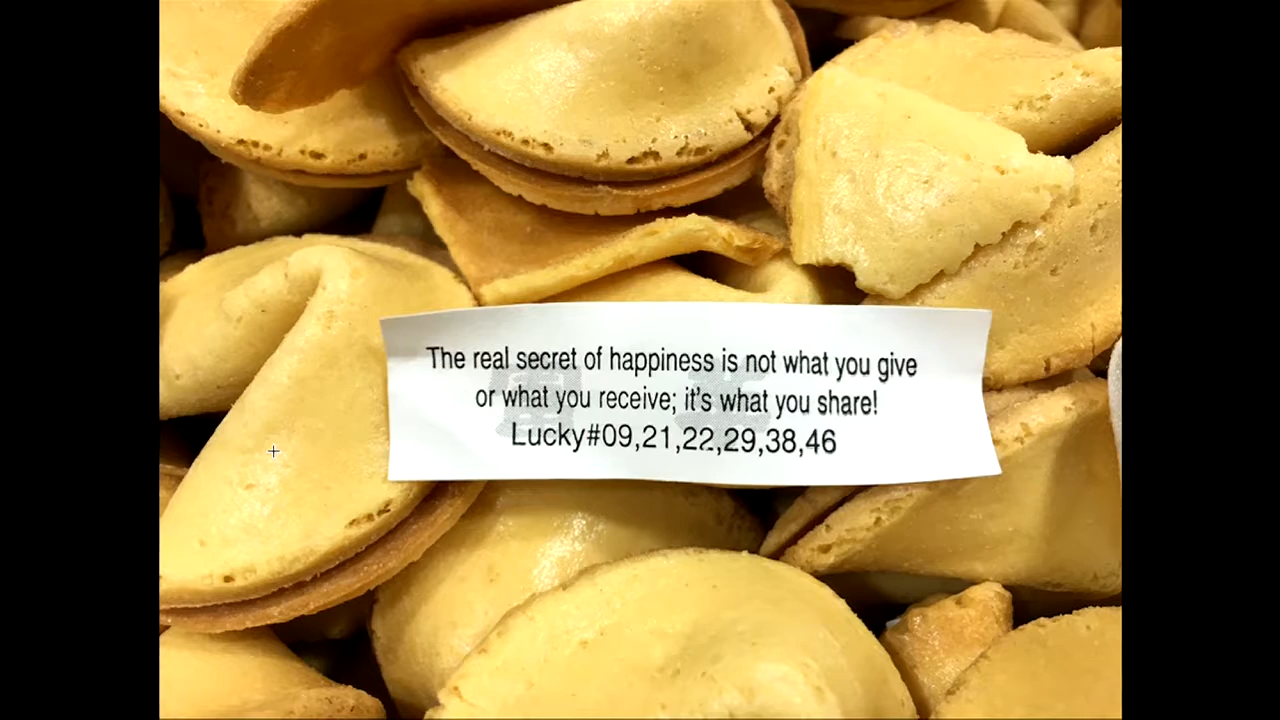 The real secret of happiness is not what you give
or what you receive; it's what you share!
Lucky#09,21,22,29,38,46